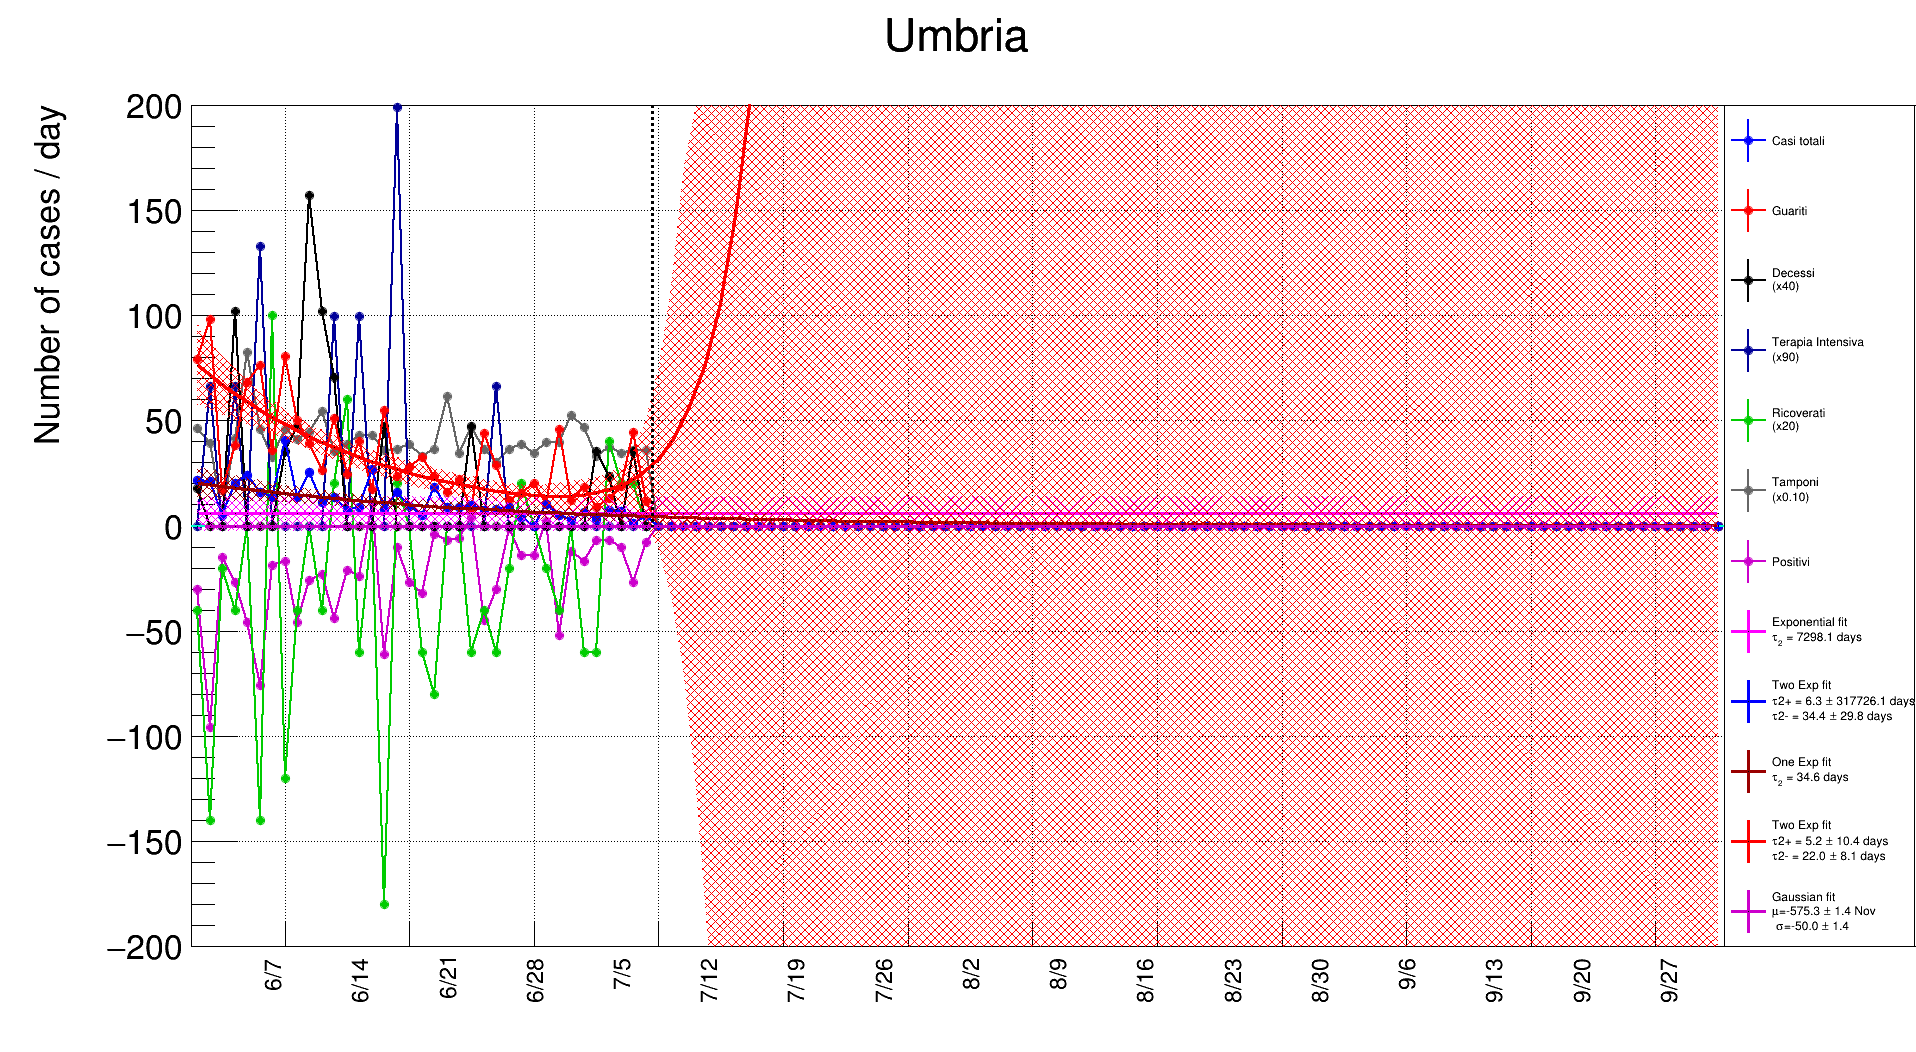 Umbria
Number of cases / day
200
150
100
50
0
−50
−100
−150
−200
6/7
6/14
6/21
6/28
7/5
7/12
7/19
7/26
8/2
8/9
8/16
8/23
8/30
9/6
9/13
9/20
9/27
Casi totali
Guariti
Decessi
(x40)
Terapia Intensiva
(x90)
Ricoverati
(x20)
Tamponi
(x0.10)
Positivi
Exponential fit
τ2 = 7298.1 days
Two Exp fit
τ2+ = 6.3 ± 317726.1 days
τ2- = 34.4 ± 29.8 days
One Exp fit
τ2 = 34.6 days
Two Exp fit
τ2+ = 5.2 ± 10.4 days
τ2- = 22.0 ± 8.1 days
Gaussian fit
μ=-575.3 ± 1.4 Nov
σ=-50.0 ± 1.4